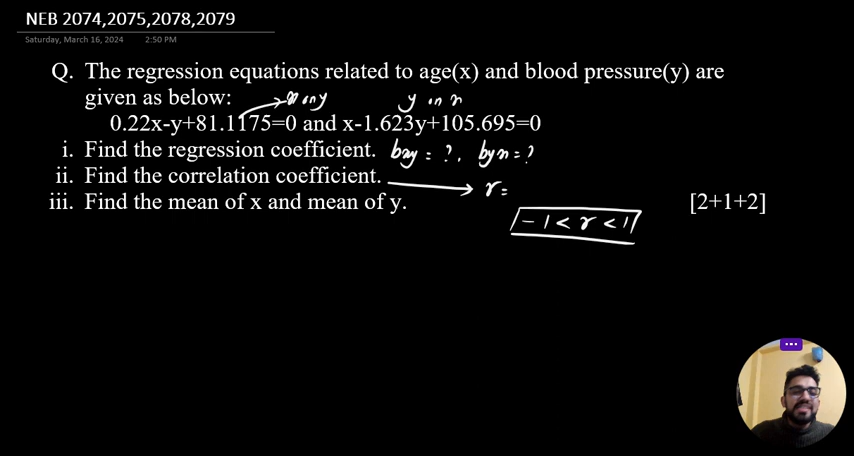 NEB 2074,2075,2078,2079
Saturday, March 16, 2024 2:50 PM
Q. The regression equations related to age(x) and blood pressure(y) are
given as below: x on y y on x
0.22x-y+81.1175=0 and x-1.623y+105.695=0
i. Find the regression coefficient. bxy = ?, byx = ?
ii. Find the correlation coefficient. r =
iii. Find the mean of x and mean of y. [2+1+2]
-1 < r < 1